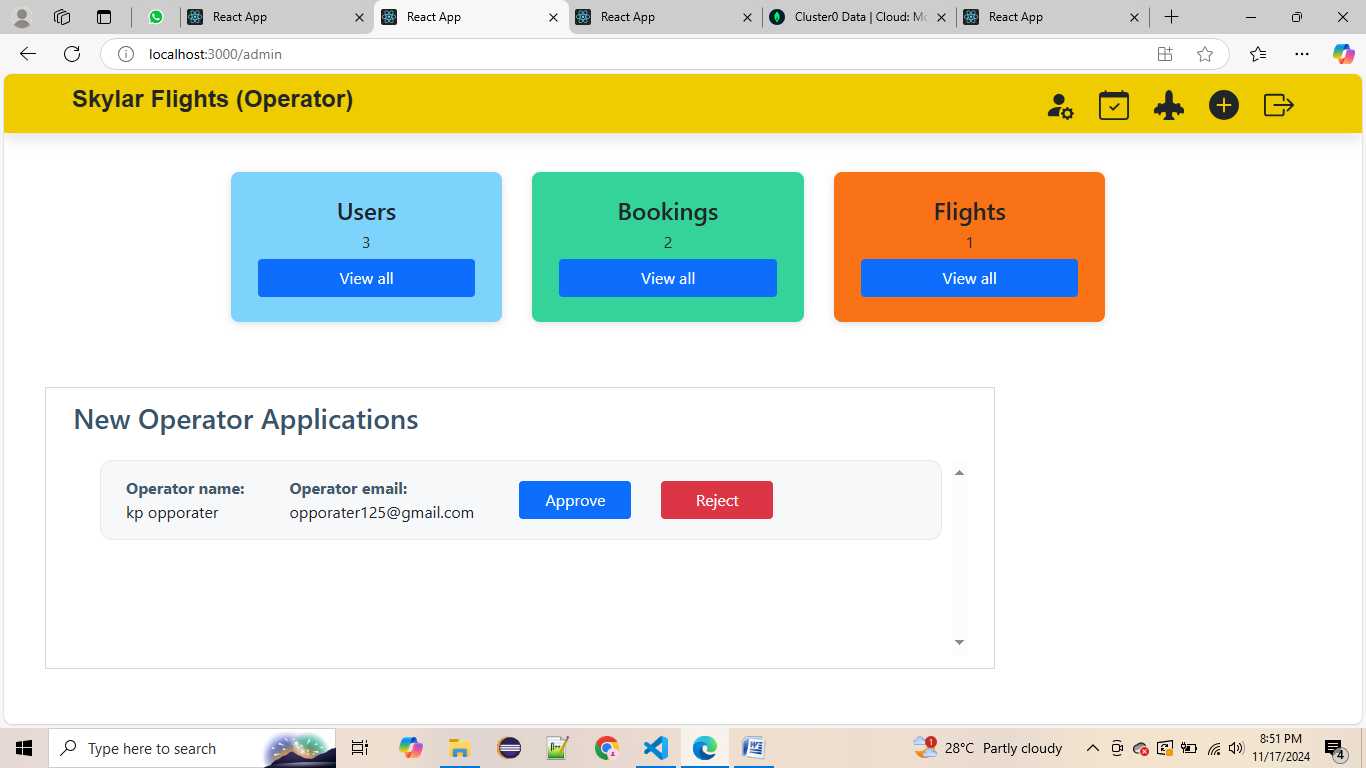 React App
React App
React App
Cluster0 Data | Cloud: Mo
React App
localhost:3000/admin
Skylar Flights (Operator)
Users
3
View all
Bookings
2
View all
Flights
1
View all
New Operator Applications
Operator name:
kp opporater
Operator email:
opporater125@gmail.com
Approve
Reject
Type here to search
1
28°C Partly cloudy
8:51 PM
11/17/2024
4